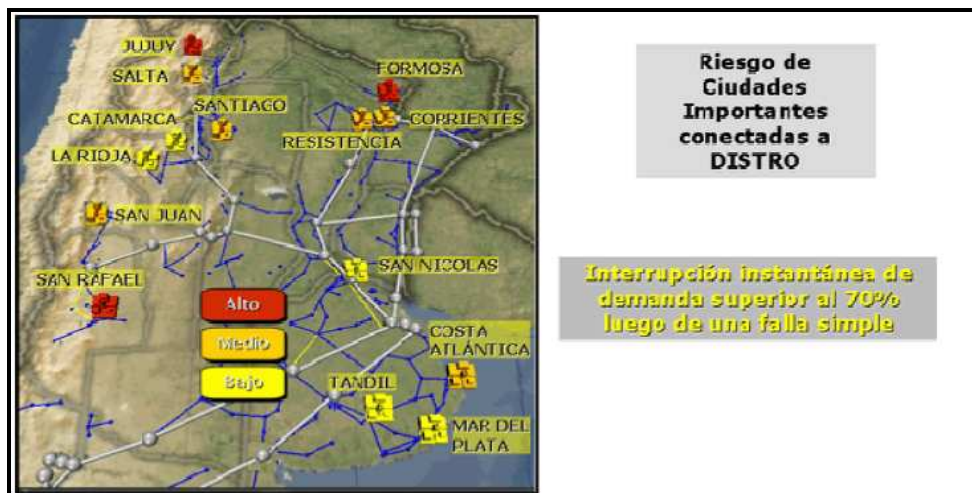 JUJUY
SALTA
FORMOSA
SANTIAGO
CATAMARCA
CORRIENTES
RESISTENCIA
LA RIOJA
SAN JUAN
SAN NICOLAS
SAN RAFAEL
Alto
Medio
Bajo
COSTA
ATLÁNTICA
TANDIL
MAR DEL
PLATA
Riesgo de
Ciudades
Importantes
conectadas a
DISTRO
Interrupción instantánea de
demanda superior al 70%
luego de una falla simple